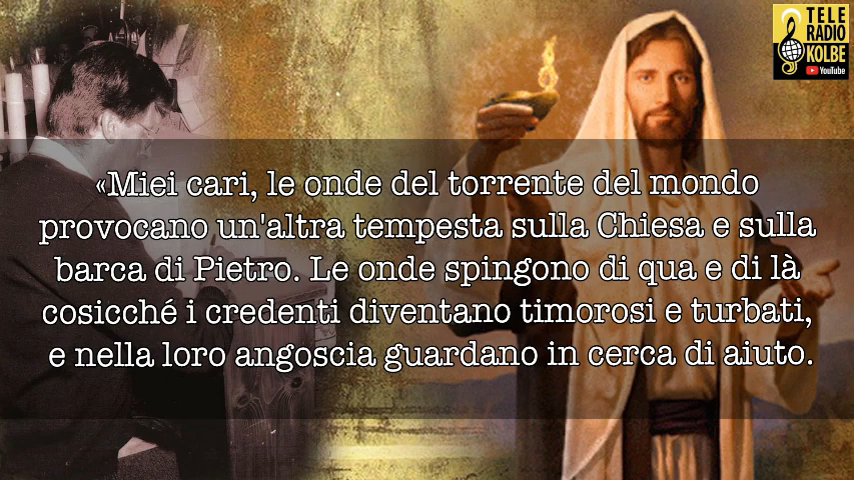 TELE
RADIO
KOLBE
YouTube
«Miei cari, le onde del torrente del mondo
provocano un'altra tempesta sulla Chiesa e sulla
barca di Pietro. Le onde spingono di qua e di là
cosicché i credenti diventano timorosi e turbati,
e nella loro angoscia guardano in cerca di aiuto.